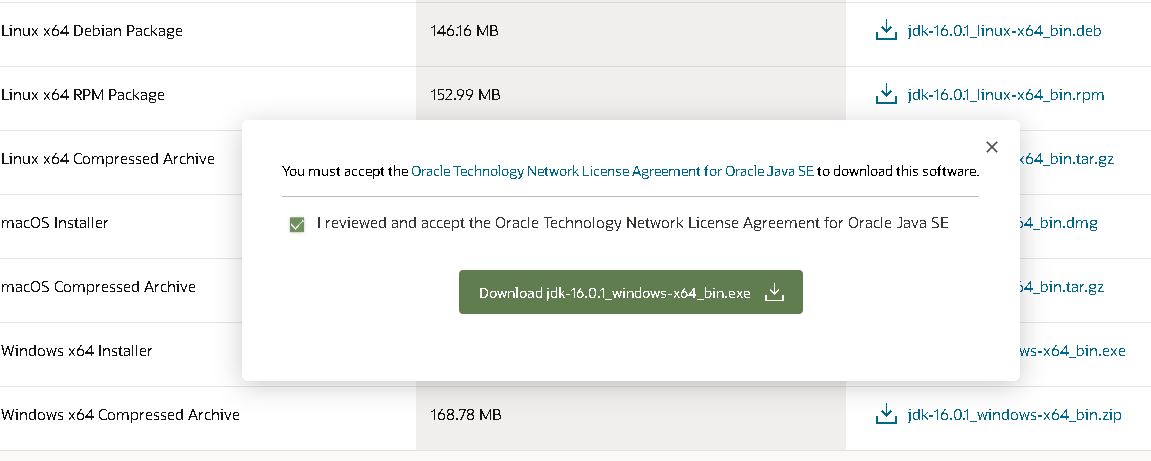 Linux x64 Debian Package 146.16 MB jdk-16.0.1_linux-x64_bin.deb
Linux x64 RPM Package 152.99 MB jdk-16.0.1_linux-x64_bin.rpm
Linux x64 Compressed Archive x64_bin.tar.gz
You must accept the Oracle Technology Network License Agreement for Oracle Java SE to download this software.
macOS Installer 64_bin.dmg
I reviewed and accept the Oracle Technology Network License Agreement for Oracle Java SE
macOS Compressed Archive 64_bin.tar.gz
Download jdk-16.0.1_windows-x64_bin.exe
Windows x64 Installer ws-x64_bin.exe
Windows x64 Compressed Archive 168.78 MB jdk-16.0.1_windows-x64_bin.zip